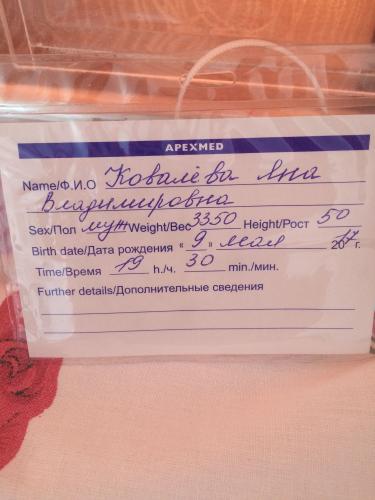 APEXMED
Name/Ф.И.О Ковалёва Яна
Владимировна
Sex/Пол муж Weight/Вес 3350 Height/Рост 50
Birth date/Дата рождения «9» мая 2017 г.
Time/Время 19 h./ч. 30 min./мин.
Further details/Дополнительные сведения